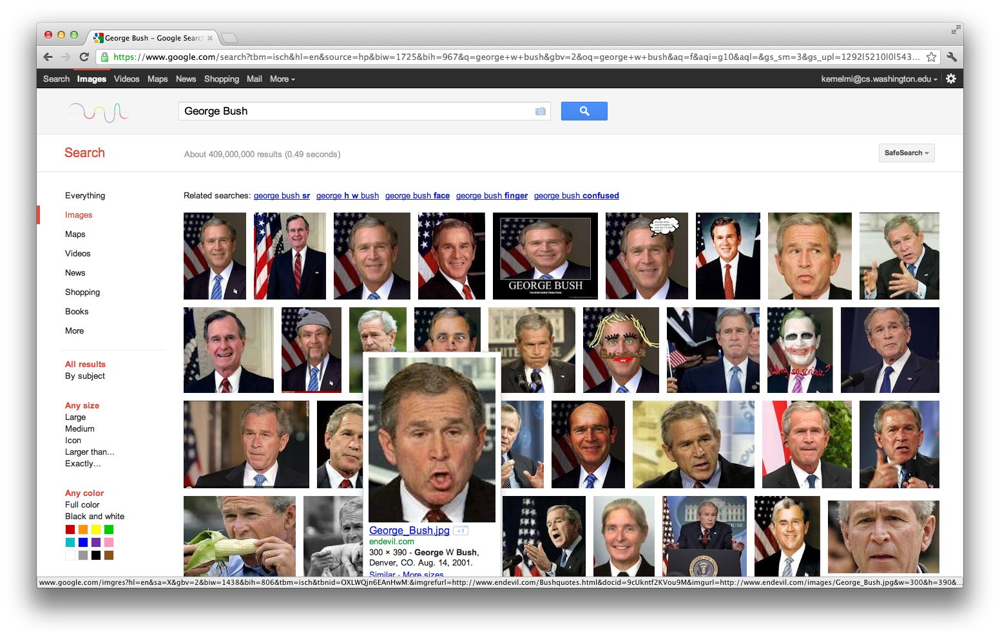 George Bush – Google Searc
https://www.google.com/search?tbm=isch&hl=en&source=hp&biw=1725&bih=967&q=george+w+bush&gbv=2&oq=george+w+bush&aq=f&aqi=g10&aql=&gs_sm=3&gs_upl=1292l5210l0l543...
Search Images Videos Maps News Shopping Mail More
kemelmi@cs.washington.edu
George Bush
Search
About 409,000,000 results (0.49 seconds)
SafeSearch
Everything
Images
Maps
Videos
News
Shopping
Books
More
All results
By subject
Any size
Large
Medium
Icon
Larger than...
Exactly...
Any color
Full color
Black and white
Related searches: george bush sr george h w bush george bush face george bush finger george bush confused
GEORGE BUSH
Why so serious?
George_Bush.jpg +1
endevil.com
300 × 390 - George W Bush,
Denver, CO. Aug. 14, 2001.
Similar - More sizes
www.google.com/imgres?hl=en&sa=X&gbv=2&biw=1438&bih=806&tbm=isch&tbnid=OXLWQjn6EAnHwM:&imgrefurl=http://www.endevil.com/Bushquotes.html&docid=9cUkntf2KVou9M&imgurl=http://www.endevil.com/images/George_Bush.jpg&w=300&h=390&...